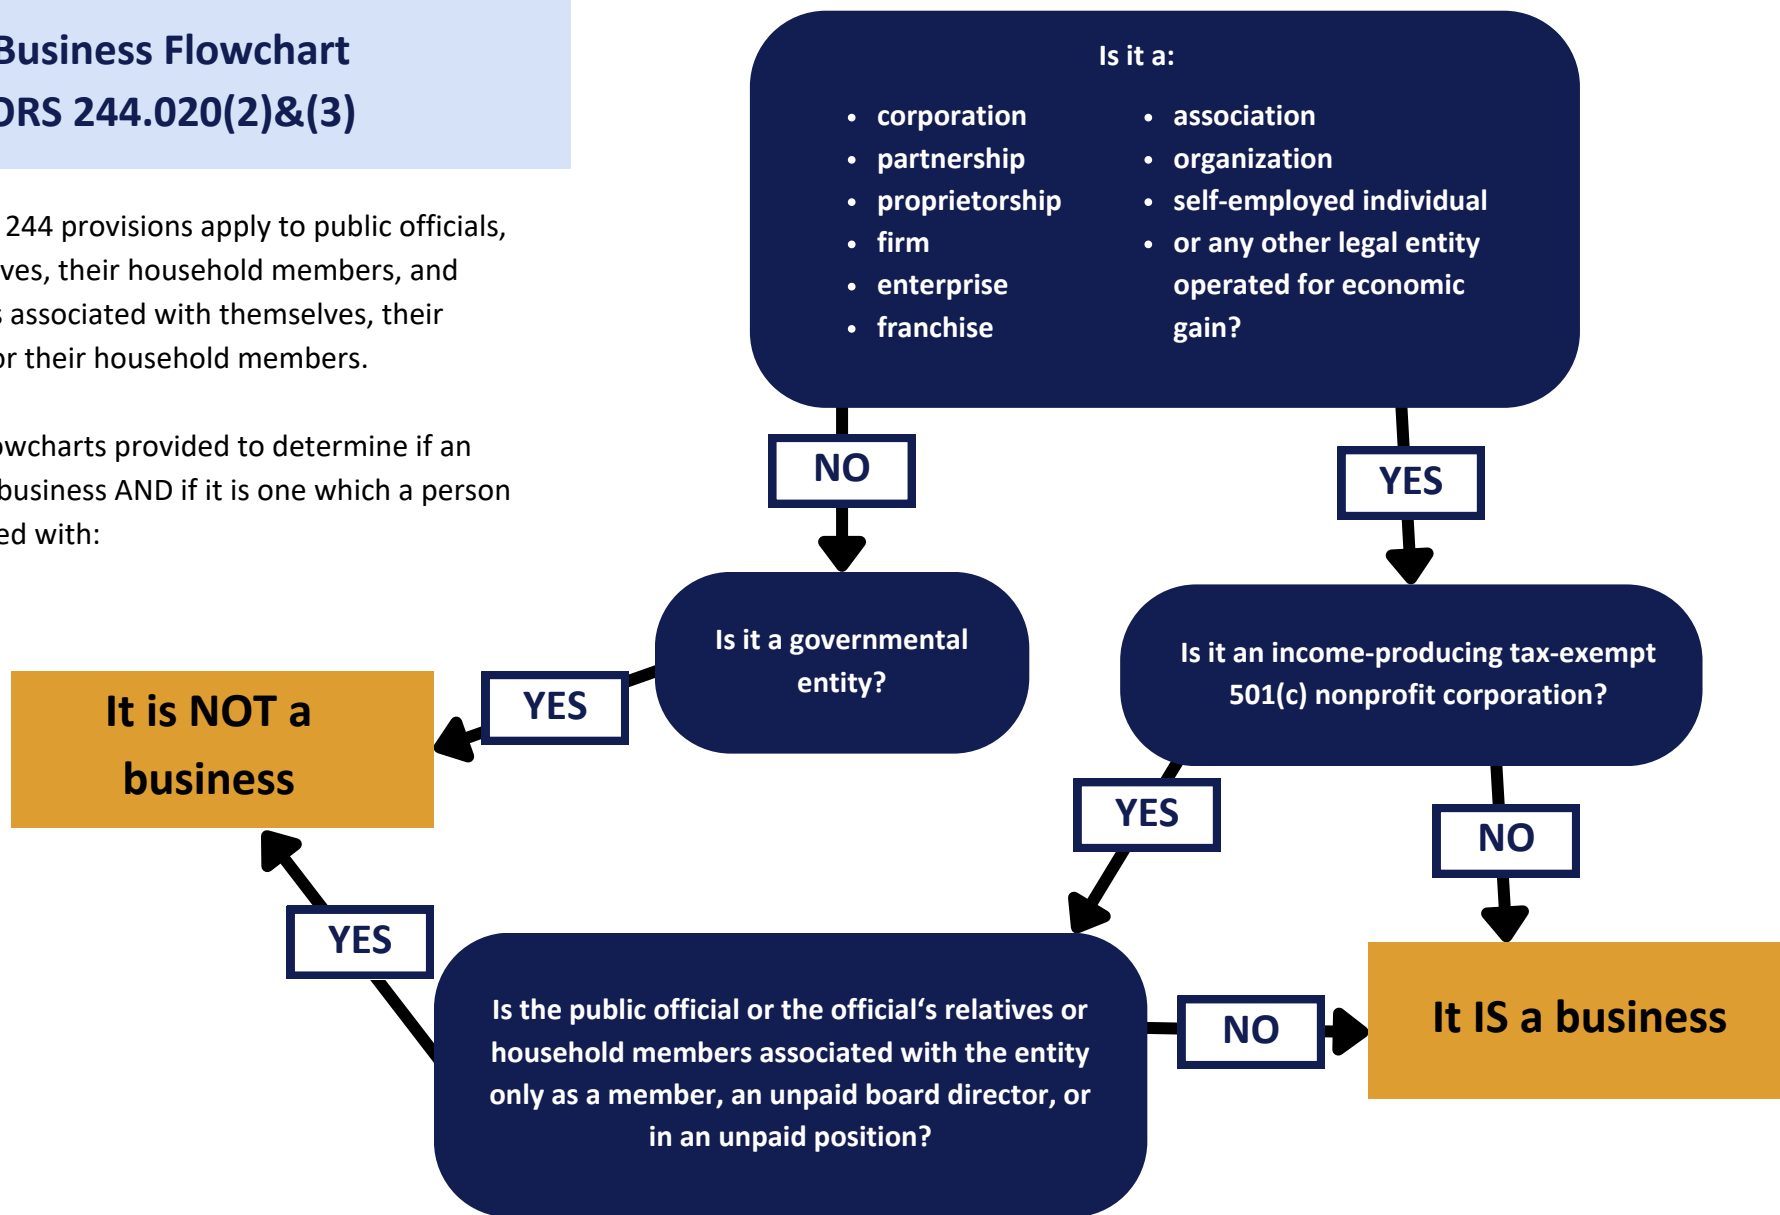 Business Flowchart
ORS 244.020(2)&(3)
244 provisions apply to public officials,
ves, their household members, and
s associated with themselves, their
or their household members.
owcharts provided to determine if an
business AND if it is one which a person
ed with:
Is it a:
• corporation
• partnership
• proprietorship
• firm
• enterprise
• franchise
• association
• organization
• self-employed individual
• or any other legal entity
operated for economic
gain?
NO
YES
Is it a governmental
entity?
Is it an income-producing tax-exempt
501(c) nonprofit corporation?
YES
It is NOT a
business
YES
NO
YES
Is the public official or the official‘s relatives or
household members associated with the entity
only as a member, an unpaid board director, or
in an unpaid position?
NO
It IS a business